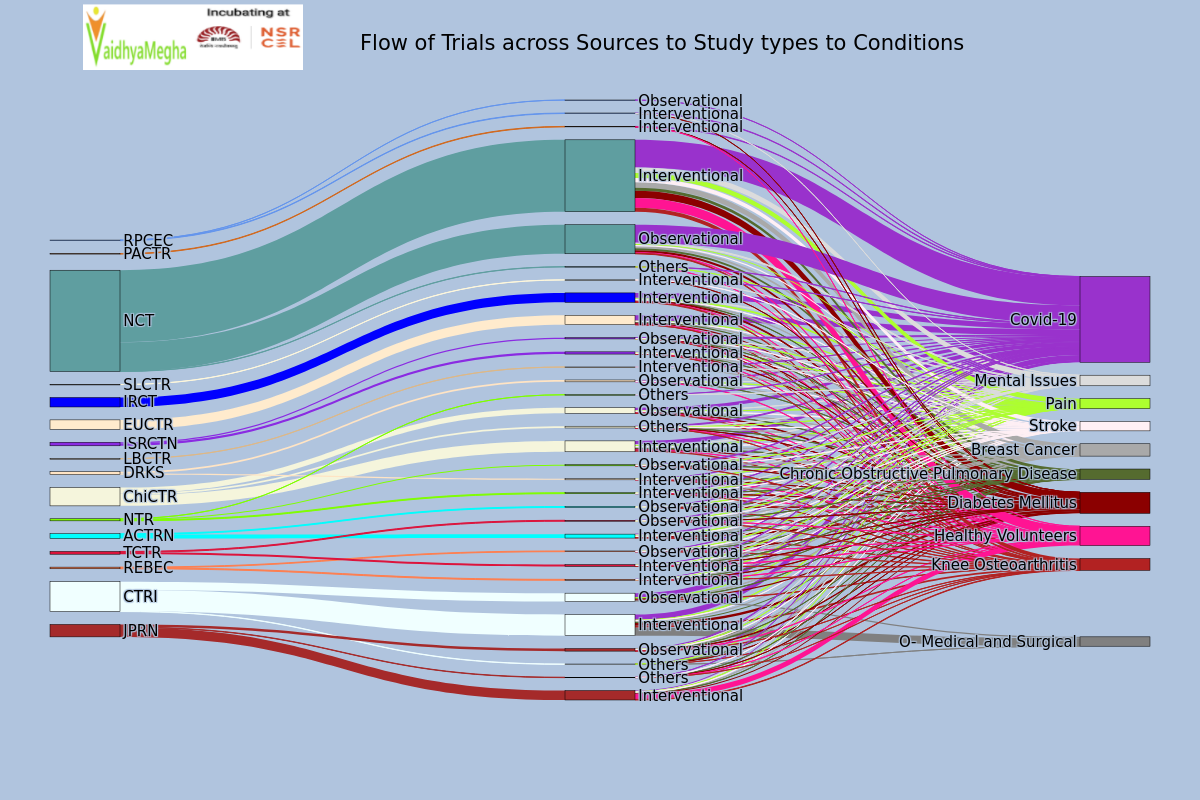 Incubating at
VaidhyaMegha
NSR
CEL
Flow of Trials across Sources to Study types to Conditions
RPCEC
PACTR
NCT
SLCTR
IRCT
EUCTR
ISRCTN
LBCTR
DRKS
ChiCTR
NTR
ACTRN
TCTR
REBEC
CTRI
JPRN
Observational
Interventional
Interventional
Interventional
Observational
Others
Interventional
Interventional
Interventional
Observational
Interventional
Interventional
Observational
Others
Observational
Others
Interventional
Observational
Interventional
Interventional
Observational
Observational
Interventional
Observational
Interventional
Interventional
Observational
Interventional
Observational
Others
Others
Interventional
Covid-19
Mental Issues
Pain
Stroke
Breast Cancer
Chronic Obstructive Pulmonary Disease
Diabetes Mellitus
Healthy Volunteers
Knee Osteoarthritis
O- Medical and Surgical